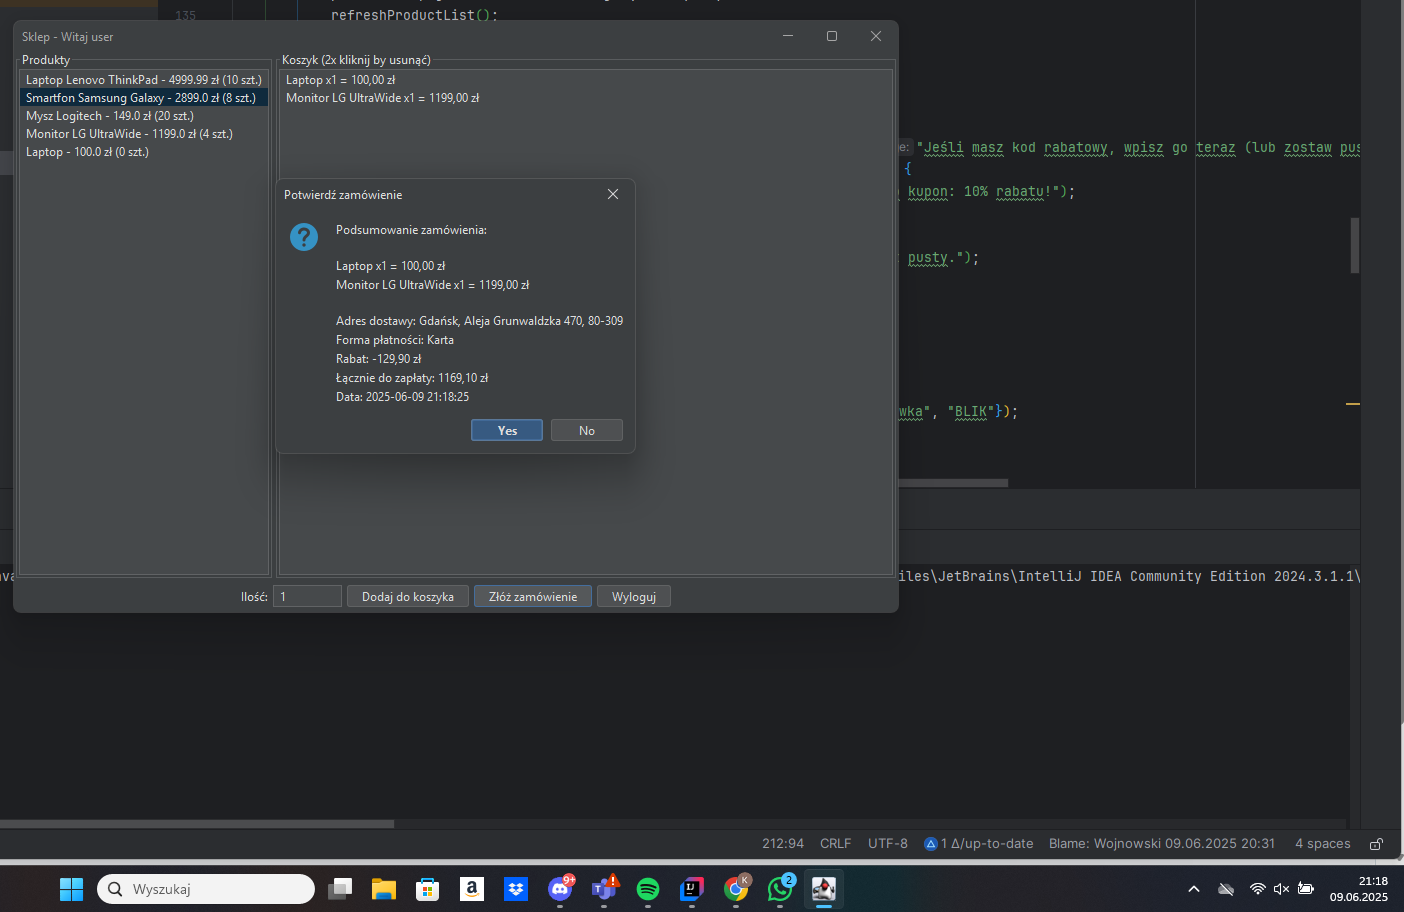 135
refreshProductList();
Sklep - Witaj user
Produkty
Laptop Lenovo ThinkPad - 4999.99 zł (10 szt.)
Smartfon Samsung Galaxy - 2899.0 zł (8 szt.)
Mysz Logitech - 149.0 zł (20 szt.)
Monitor LG UltraWide - 1199.0 zł (4 szt.)
Laptop - 100.0 zł (0 szt.)
Koszyk (2x kliknij by usunąć)
Laptop x1 = 100,00 zł
Monitor LG UltraWide x1 = 1199,00 zł
e: "Jeśli masz kod rabatowy, wpisz go teraz (lub zostaw pus
{
kupon: 10% rabatu!");
pusty.");
wka", "BLIK"});
Potwierdź zamówienie
Podsumowanie zamówienia:
Laptop x1 = 100,00 zł
Monitor LG UltraWide x1 = 1199,00 zł
Adres dostawy: Gdańsk, Aleja Grunwaldzka 470, 80-309
Forma płatności: Karta
Rabat: -129,90 zł
Łącznie do zapłaty: 1169,10 zł
Data: 2025-06-09 21:18:25
Yes
No
iles\JetBrains\IntelliJ IDEA Community Edition 2024.3.1.1\
Ilość: 1
Dodaj do koszyka
Złóż zamówienie
Wyloguj
212:94 CRLF UTF-8 1 Δ/up-to-date Blame: Wojnowski 09.06.2025 20:31 4 spaces
Wyszukaj
9+
K
2
21:18
09.06.2025